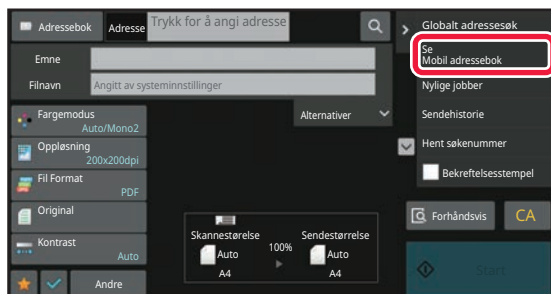 Adressebok
Adresse
Trykk for å angi adresse
Emne
Filnavn
Angitt av systeminnstillinger
Fargemodus
Auto/Mono2
Oppløsning
200x200dpi
Fil Format
PDF
Original
Kontrast
Auto
Andre
Alternativer
Skannestørelse
100%
Sendestørrelse
Auto
Auto
A4
A4
Globalt adressesøk
Se
Mobil adressebok
Nylige jobber
Sendehistorie
Hent søkenummer
Bekreftelsesstempel
Forhåndsvis
CA
Start